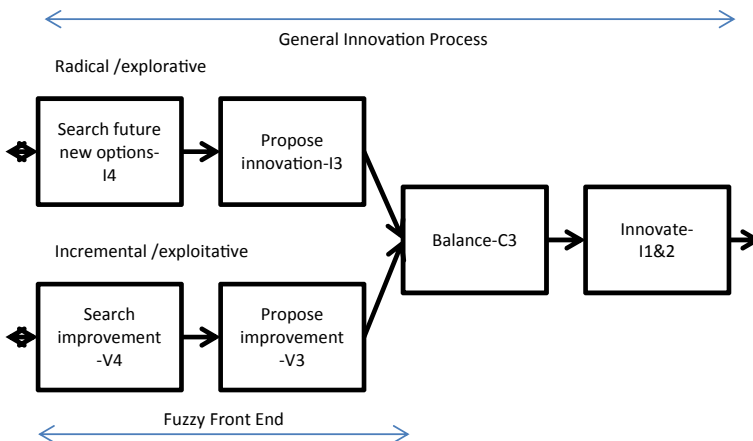 General Innovation Process
Radical /explorative
Search future
new options-
I4
Propose
innovation-I3
Balance-C3
Innovate-
I1&2
Incremental /exploitative
Search
improvement
-V4
Propose
improvement
-V3
Fuzzy Front End